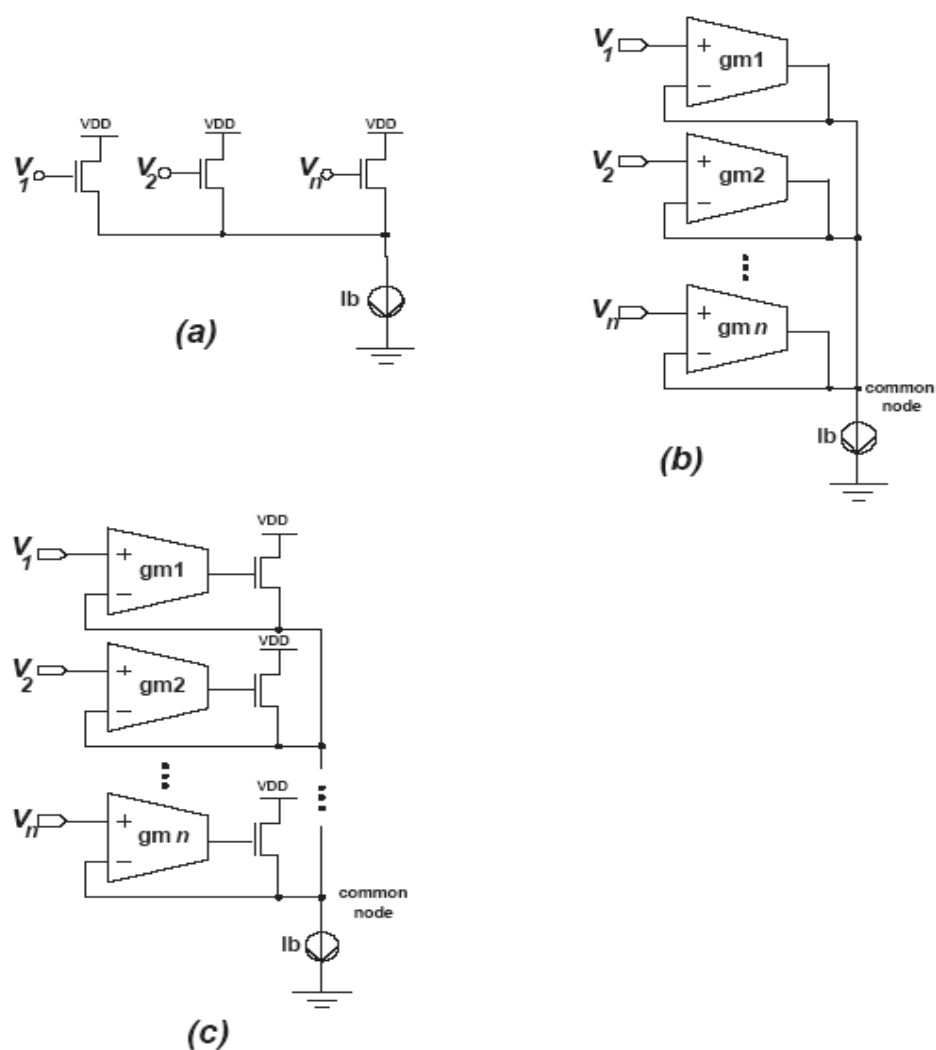 VDD VDD VDD
V1 V2 Vn
Ib
(a)
V1 + gm1
−
V2 + gm2
−
Vn + gm n
−
common
node
Ib
(b)
VDD
V1 + gm1
−
VDD
V2 + gm2
−
VDD
Vn + gm n
−
common
node
Ib
(c)